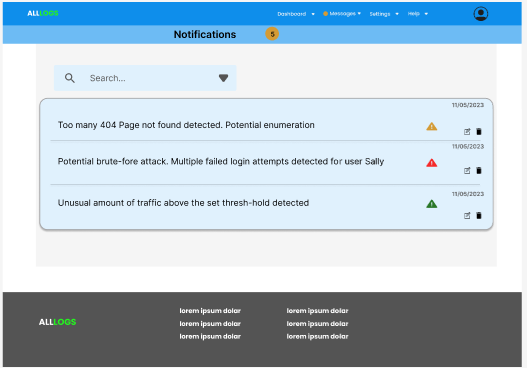 ALLLOGS Dashboard Messages Settings Help
Notifications 5
Search...
11/05/2023
Too many 404 Page not found detected. Potential enumeration
11/05/2023
Potential brute-fore attack. Multiple failed login attempts detected for user Sally
11/05/2023
Unusual amount of traffic above the set thresh-hold detected
ALLLOGS
lorem ipsum dolar lorem ipsum dolar
lorem ipsum dolar lorem ipsum dolar
lorem ipsum dolar lorem ipsum dolar